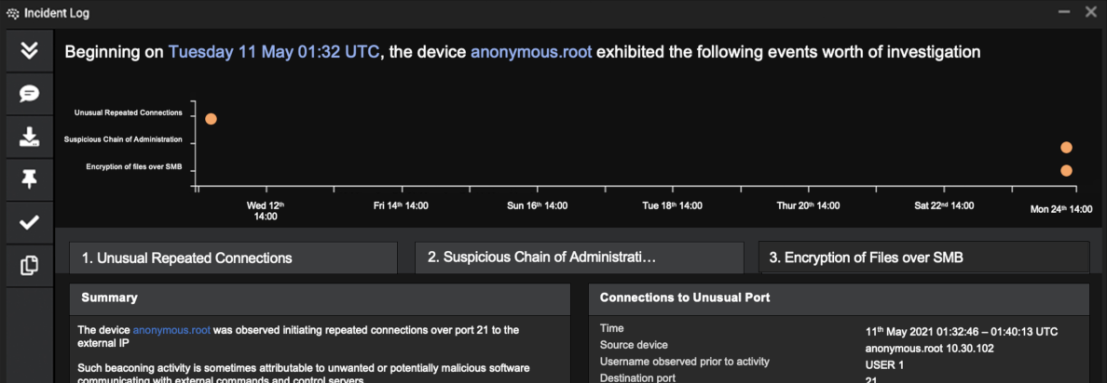 Incident Log
Beginning on Tuesday 11 May 01:32 UTC, the device anonymous.root exhibited the following events worth of investigation
Unusual Repeated Connections
Suspicious Chain of Administration
Encryption of files over SMB
Wed 12th 14:00
Fri 14th 14:00
Sun 16th 14:00
Tue 18th 14:00
Thur 20th 14:00
Sat 22nd 14:00
Mon 24th 14:00
1. Unusual Repeated Connections
2. Suspicious Chain of Administrati…
3. Encryption of Files over SMB
Summary
The device anonymous.root was observed initiating repeated connections over port 21 to the
external IP
Such beaconing activity is sometimes attributable to unwanted or potentially malicious software
communicating with external commands and control servers
Connections to Unusual Port
Time 11th May 2021 01:32:46 – 01:40:13 UTC
Source device anonymous.root 10.30.102
Username observed prior to activity USER 1
Destination port 21